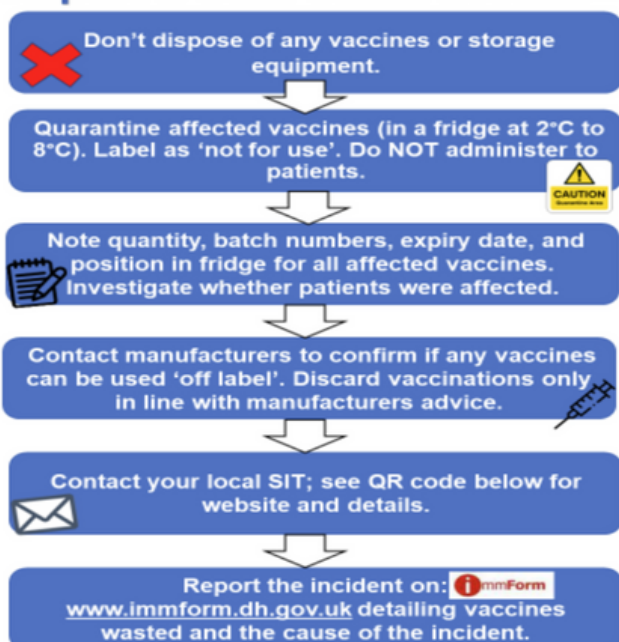 Don't dispose of any vaccines or storage
equipment.
Quarantine affected vaccines (in a fridge at 2°C to
8°C). Label as 'not for use'. Do NOT administer to
patients.
CAUTION
Quarantine Area
Note quantity, batch numbers, expiry date, and
position in fridge for all affected vaccines.
Investigate whether patients were affected.
Contact manufacturers to confirm if any vaccines
can be used 'off label'. Discard vaccinations only
in line with manufacturers advice.
Contact your local SIT; see QR code below for
website and details.
Report the incident on: immForm
www.immform.dh.gov.uk detailing vaccines
wasted and the cause of the incident.